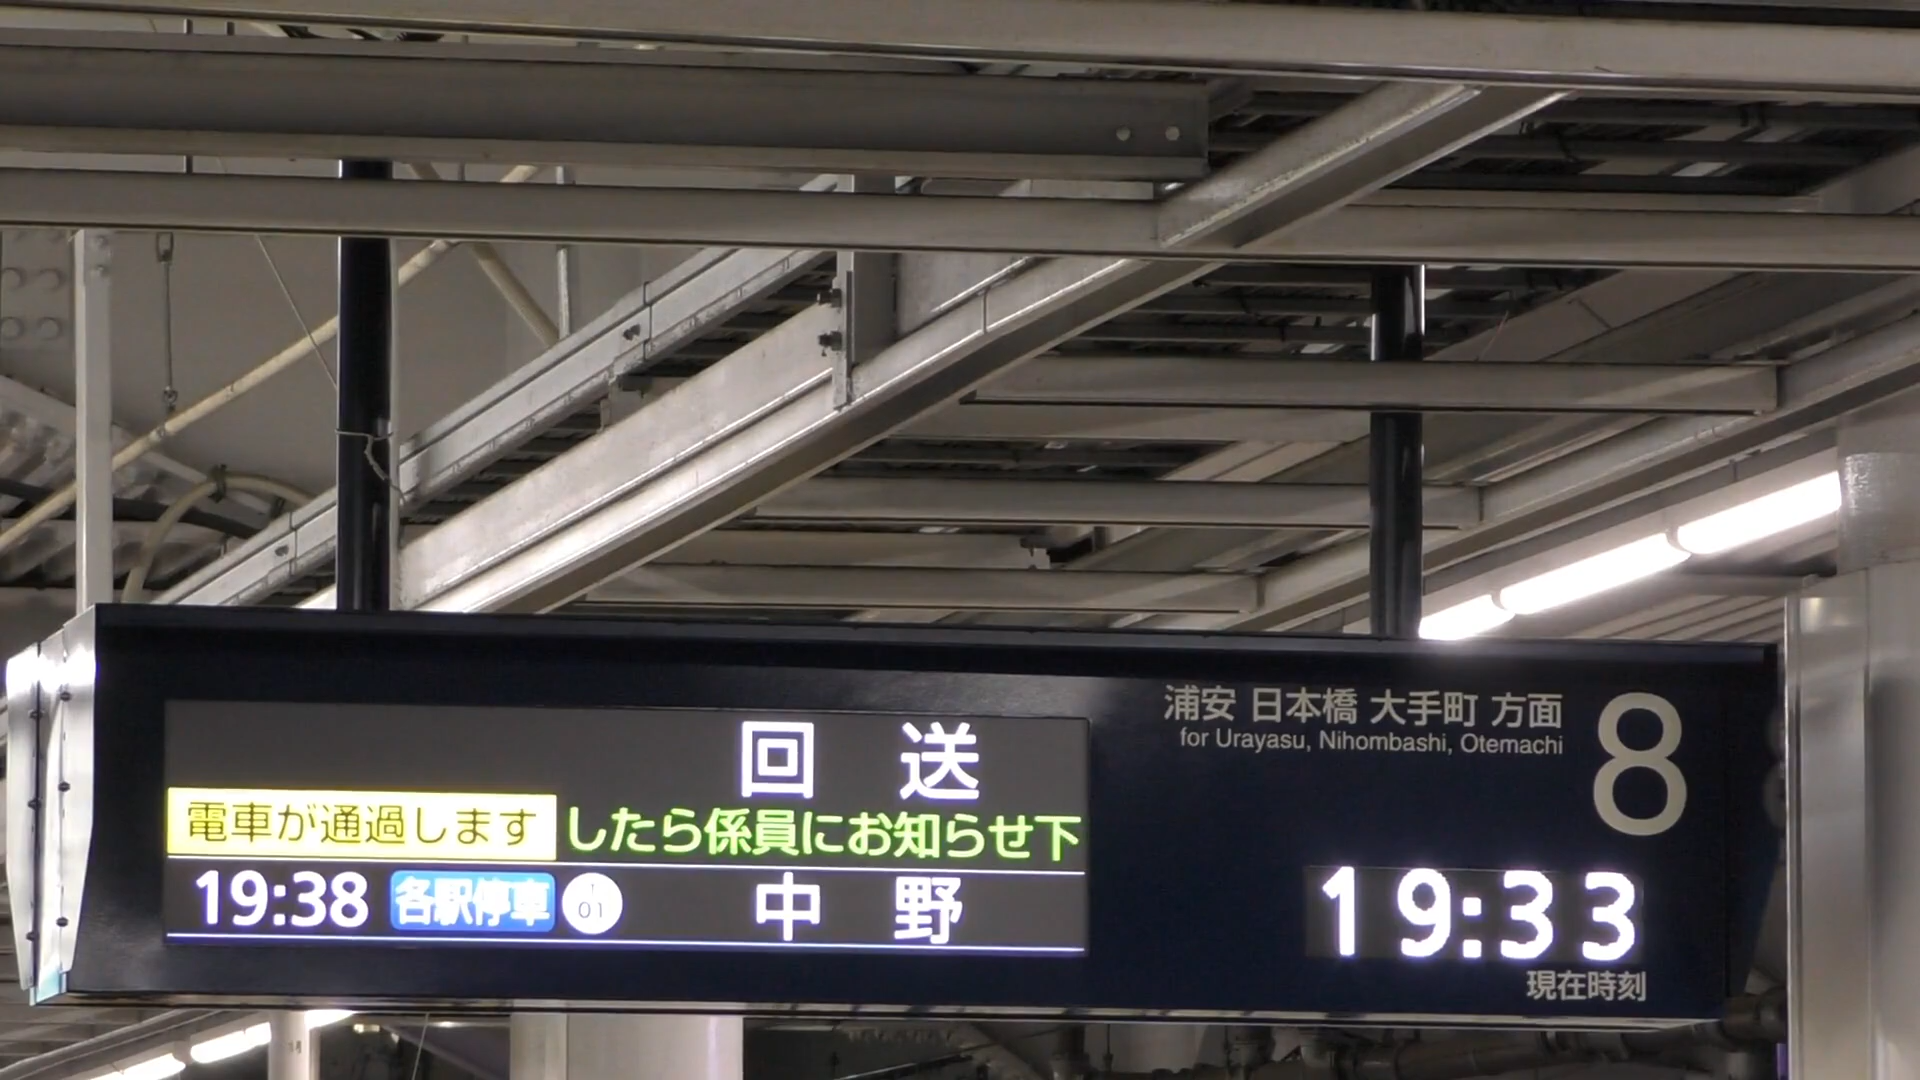 回送
電車が通過します したら係員にお知らせ下
19:38 各駅停車 01 中野
浦安 日本橋 大手町 方面
for Urayasu, Nihombashi, Otemachi
8
19:33
現在時刻